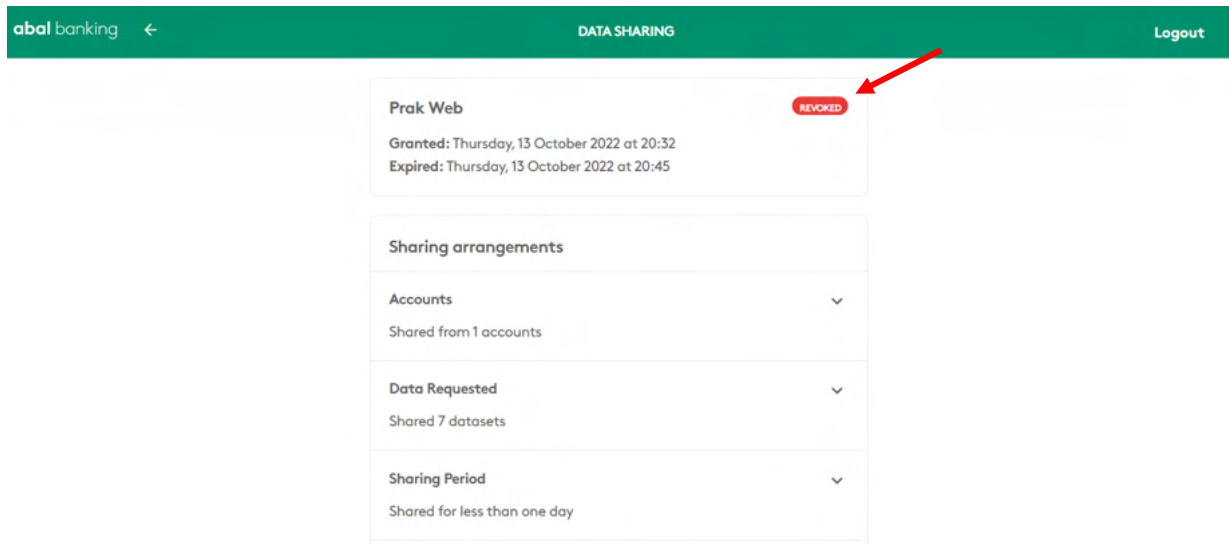 abal banking ← DATA SHARING Logout
Prak Web REVOKED
Granted: Thursday, 13 October 2022 at 20:32
Expired: Thursday, 13 October 2022 at 20:45
Sharing arrangements
Accounts
Shared from 1 accounts
Data Requested
Shared 7 datasets
Sharing Period
Shared for less than one day